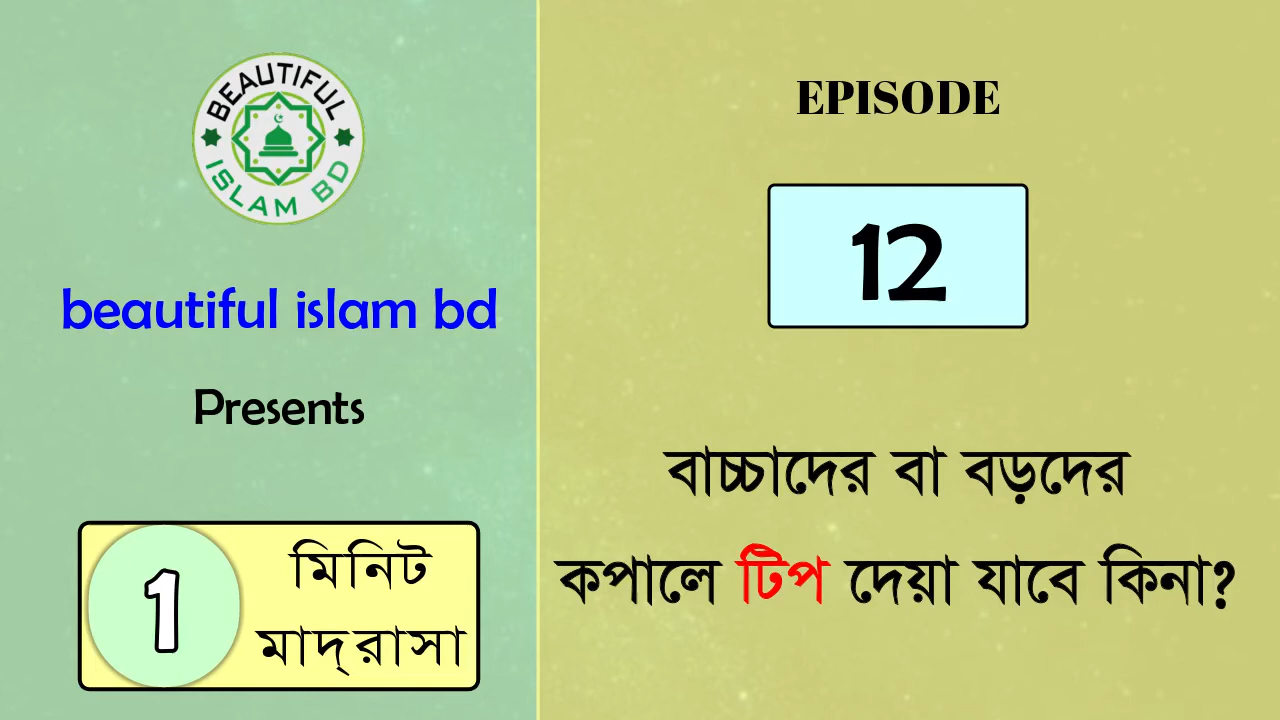 BEAUTIFUL
ISLAM BD
beautiful islam bd
Presents
1
মিনিট
মাদ্‌রাসা
EPISODE
12
বাচ্চাদের বা বড়দের
কপালে টিপ দেয়া যাবে কিনা?